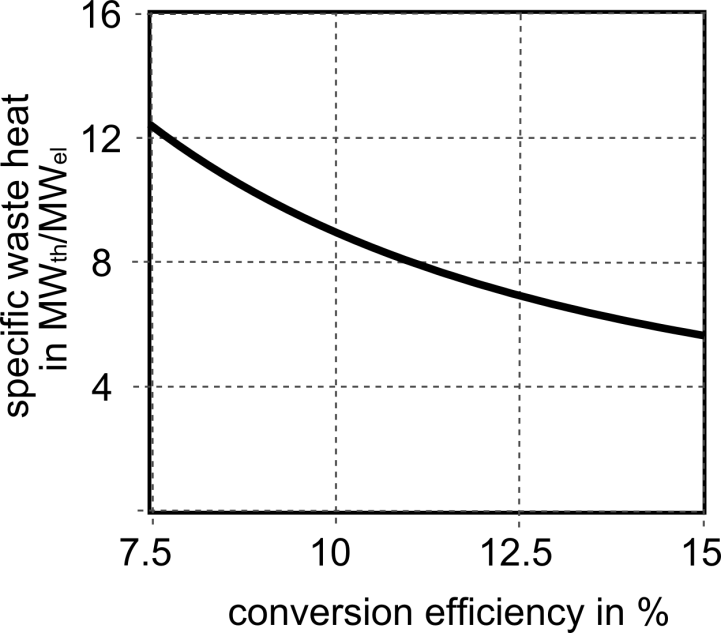 specific waste heat
in MWth/MWel
16
12
8
4
7.5 10 12.5 15
conversion efficiency in %